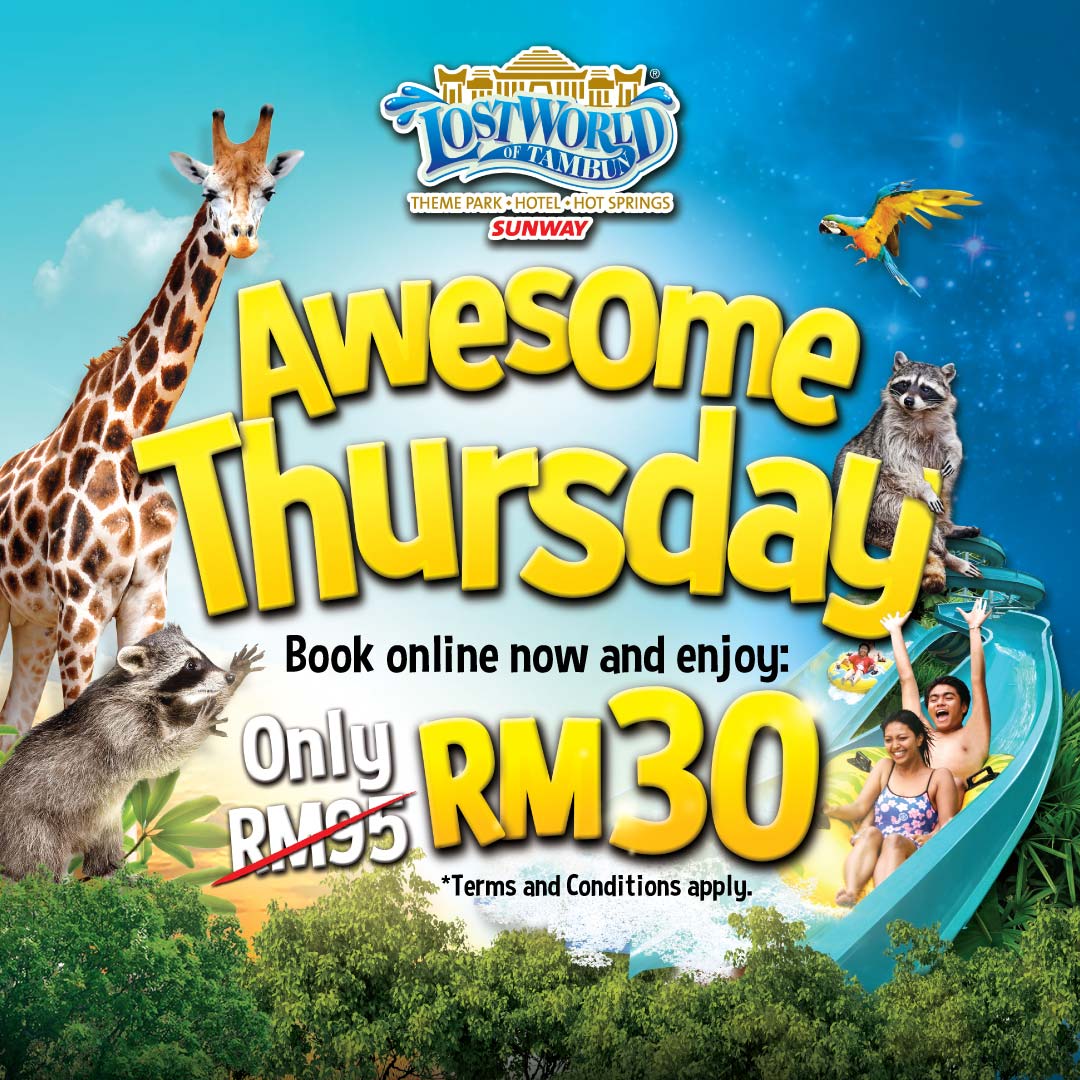 LOST WORLD
OF TAMBUN
®
THEME PARK • HOTEL • HOT SPRINGS
SUNWAY
Awesome
Thursday
Book online now and enjoy:
Only
RM95
RM30
*Terms and Conditions apply.